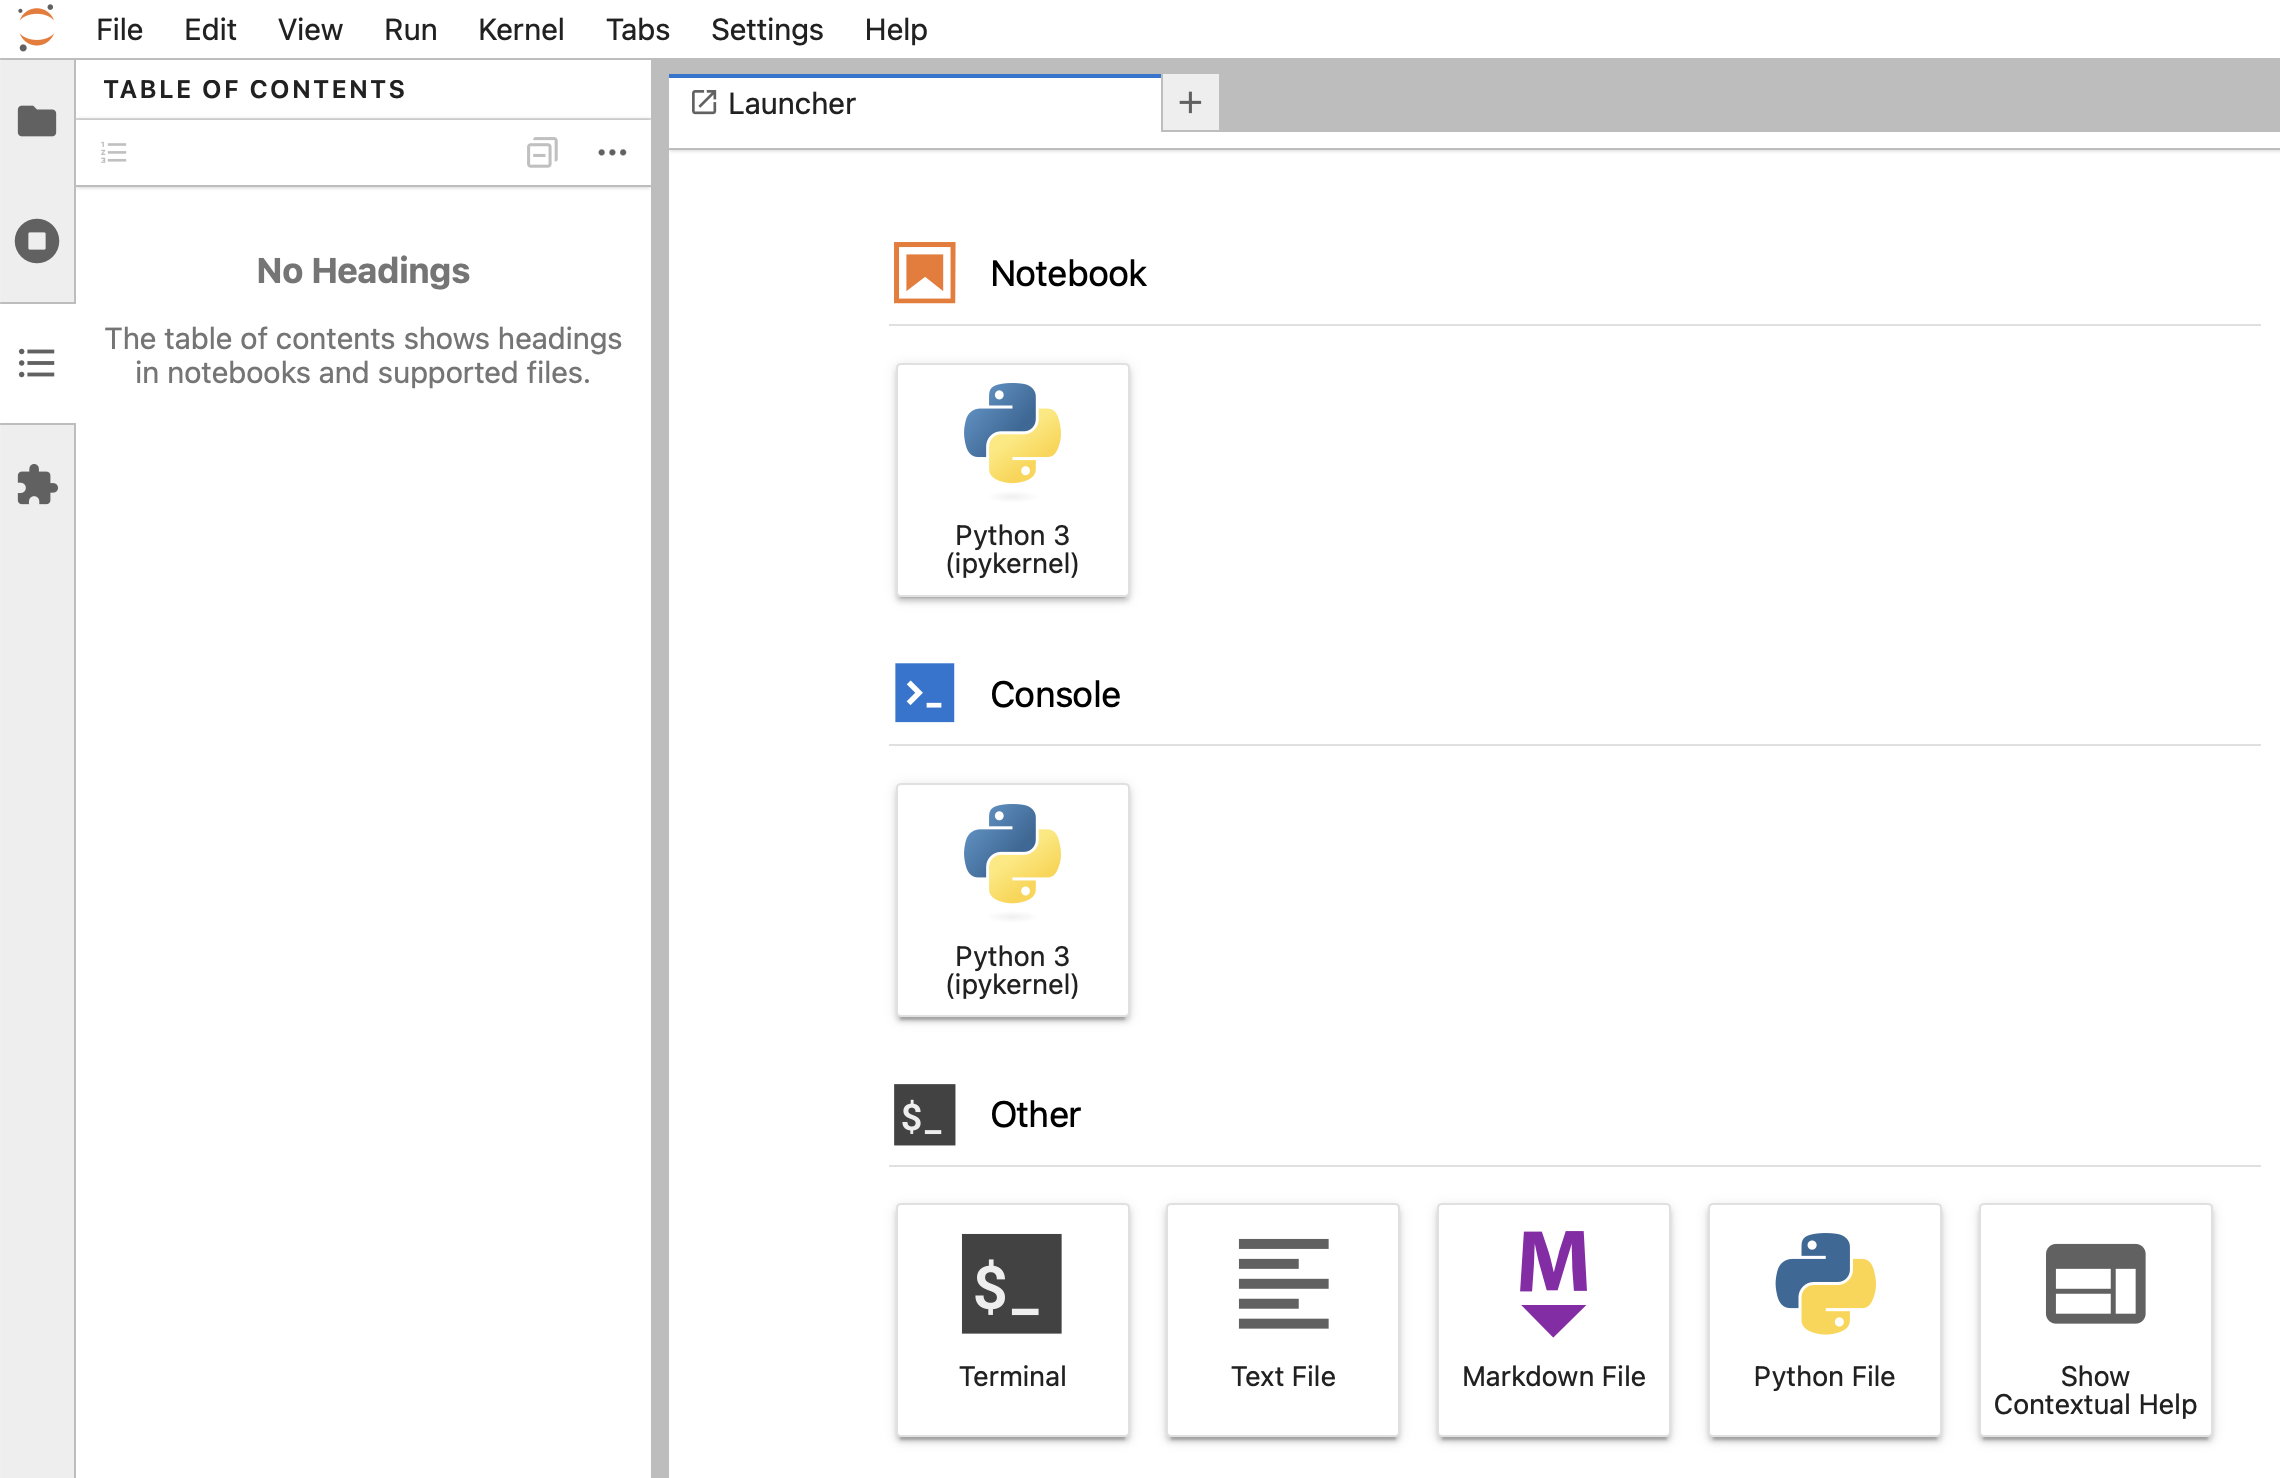 File Edit View Run Kernel Tabs Settings Help
TABLE OF CONTENTS
No Headings
The table of contents shows headings
in notebooks and supported files.
Launcher
Notebook
Python 3
(ipykernel)
Console
Python 3
(ipykernel)
Other
Terminal
Text File
Markdown File
Python File
Show
Contextual Help